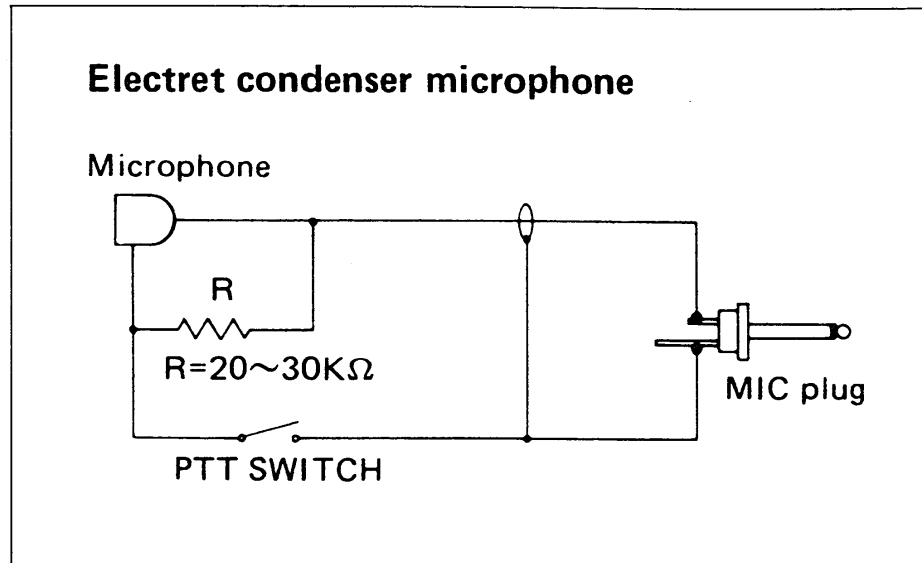 Electret condenser microphone
Microphone
R
R=20～30KΩ
PTT SWITCH
MIC plug